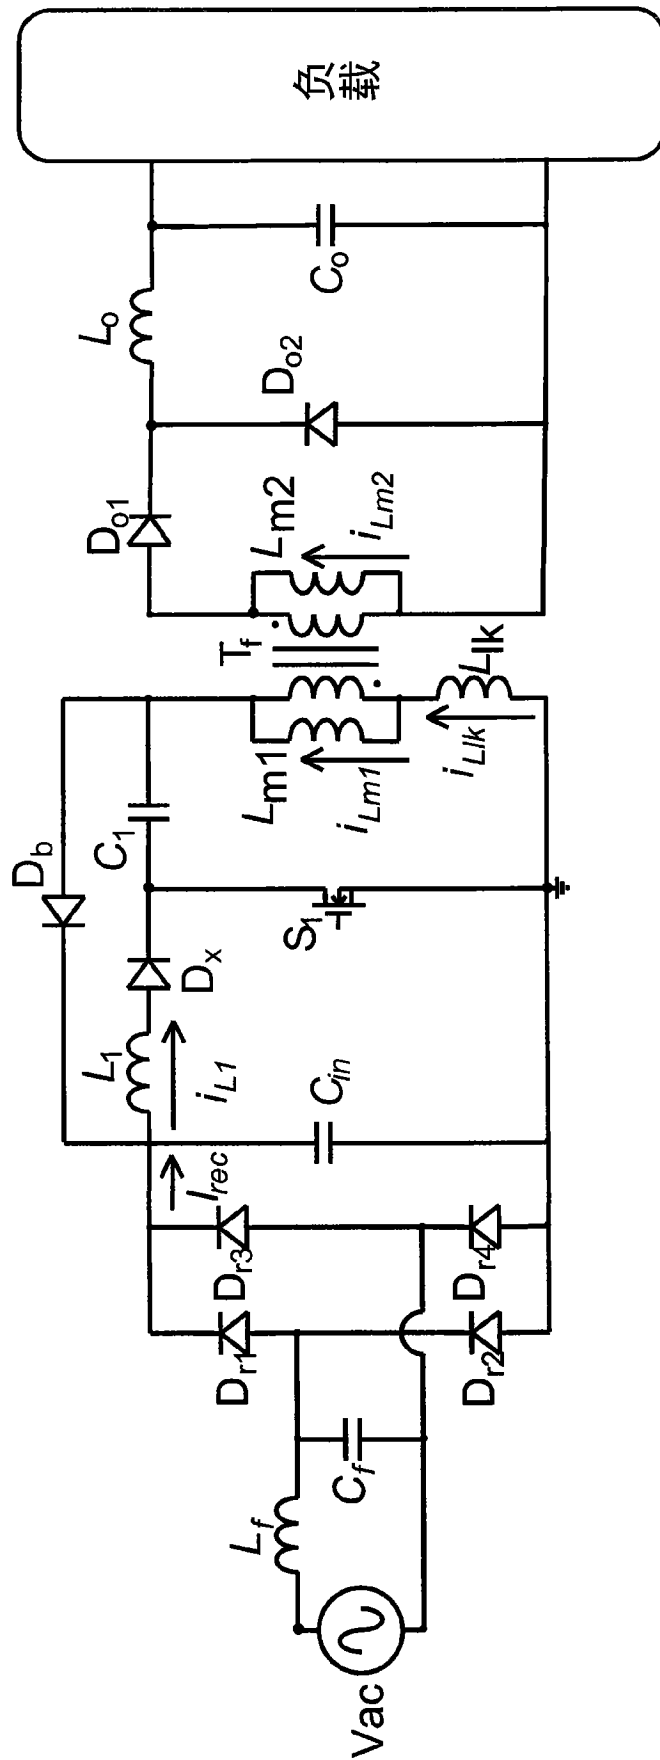 Vac
Lf
Cf
Dr1
Dr3
Dr2
Dr4
Irec
Cin
L1
iL1
Dx
Db
C1
S1
Lm1
iLm1
Tf
Llk
iLlk
Lm2
iLm2
Do1
Do2
Lo
Co
负载